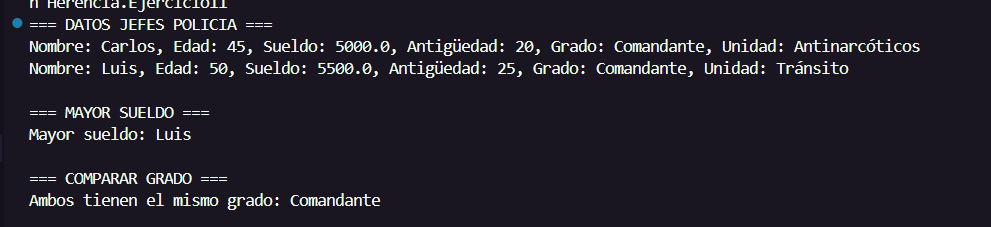 n Herencia.Ejercicio11
=== DATOS JEFES POLICIA ===
Nombre: Carlos, Edad: 45, Sueldo: 5000.0, Antigüedad: 20, Grado: Comandante, Unidad: Antinarcóticos
Nombre: Luis, Edad: 50, Sueldo: 5500.0, Antigüedad: 25, Grado: Comandante, Unidad: Tránsito
=== MAYOR SUELDO ===
Mayor sueldo: Luis
=== COMPARAR GRADO ===
Ambos tienen el mismo grado: Comandante